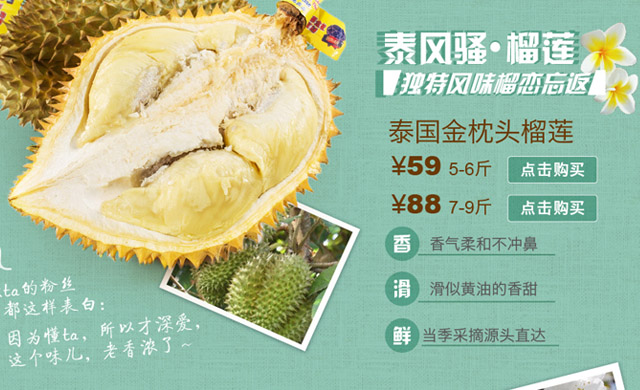 泰风骚·榴莲
独特风味榴恋忘返
泰国金枕头榴莲
¥59 5-6斤 点击购买
¥88 7-9斤 点击购买
香 香气柔和不冲鼻
滑 滑似黄油的香甜
鲜 当季采摘源头直达
ta的粉丝
都这样表白：
因为懂ta，所以才深爱，
这个味儿，老香浓了~